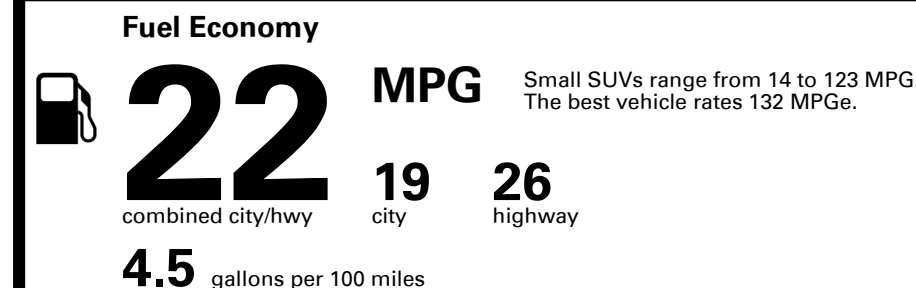 Fuel Economy
22 MPG
Small SUVs range from 14 to 123 MPG.
The best vehicle rates 132 MPGe.
19 26
combined city/hwy city highway
4.5 gallons per 100 miles